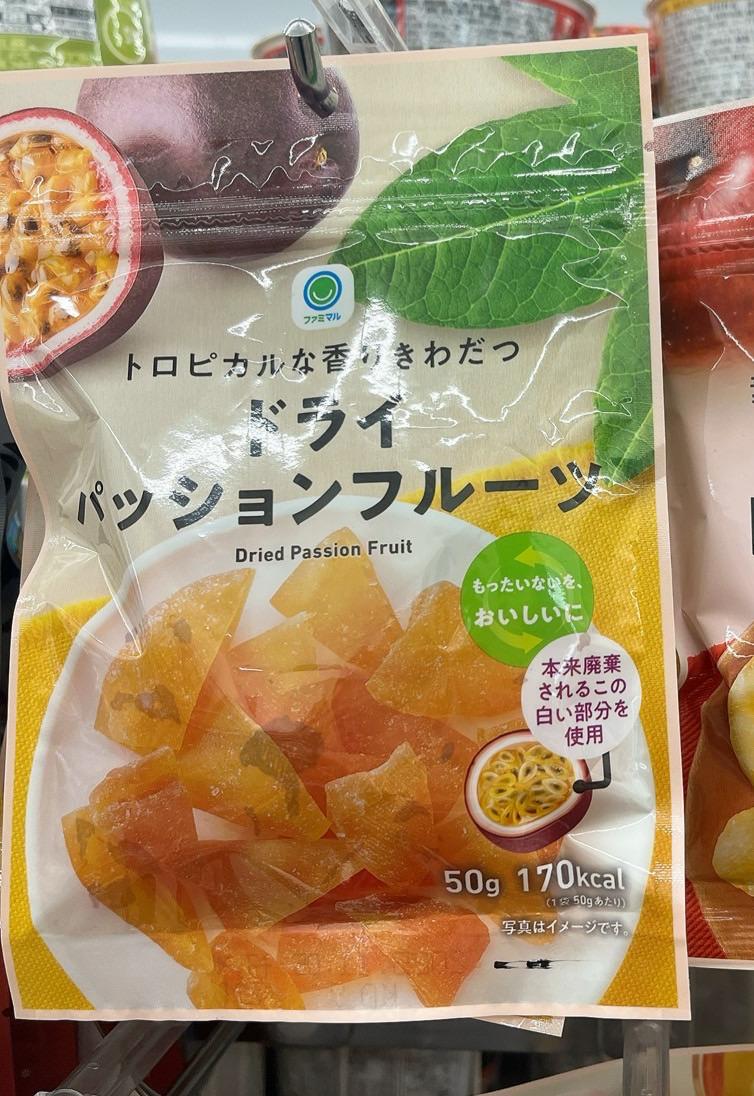 ファミマル
トロピカルな香りきわだつ
ドライ
パッションフルーツ
Dried Passion Fruit
もったいないを、
おいしいに
本来廃棄
されるこの
白い部分を
使用
50g 170kcal
(1袋 50gあたり)
写真はイメージです。